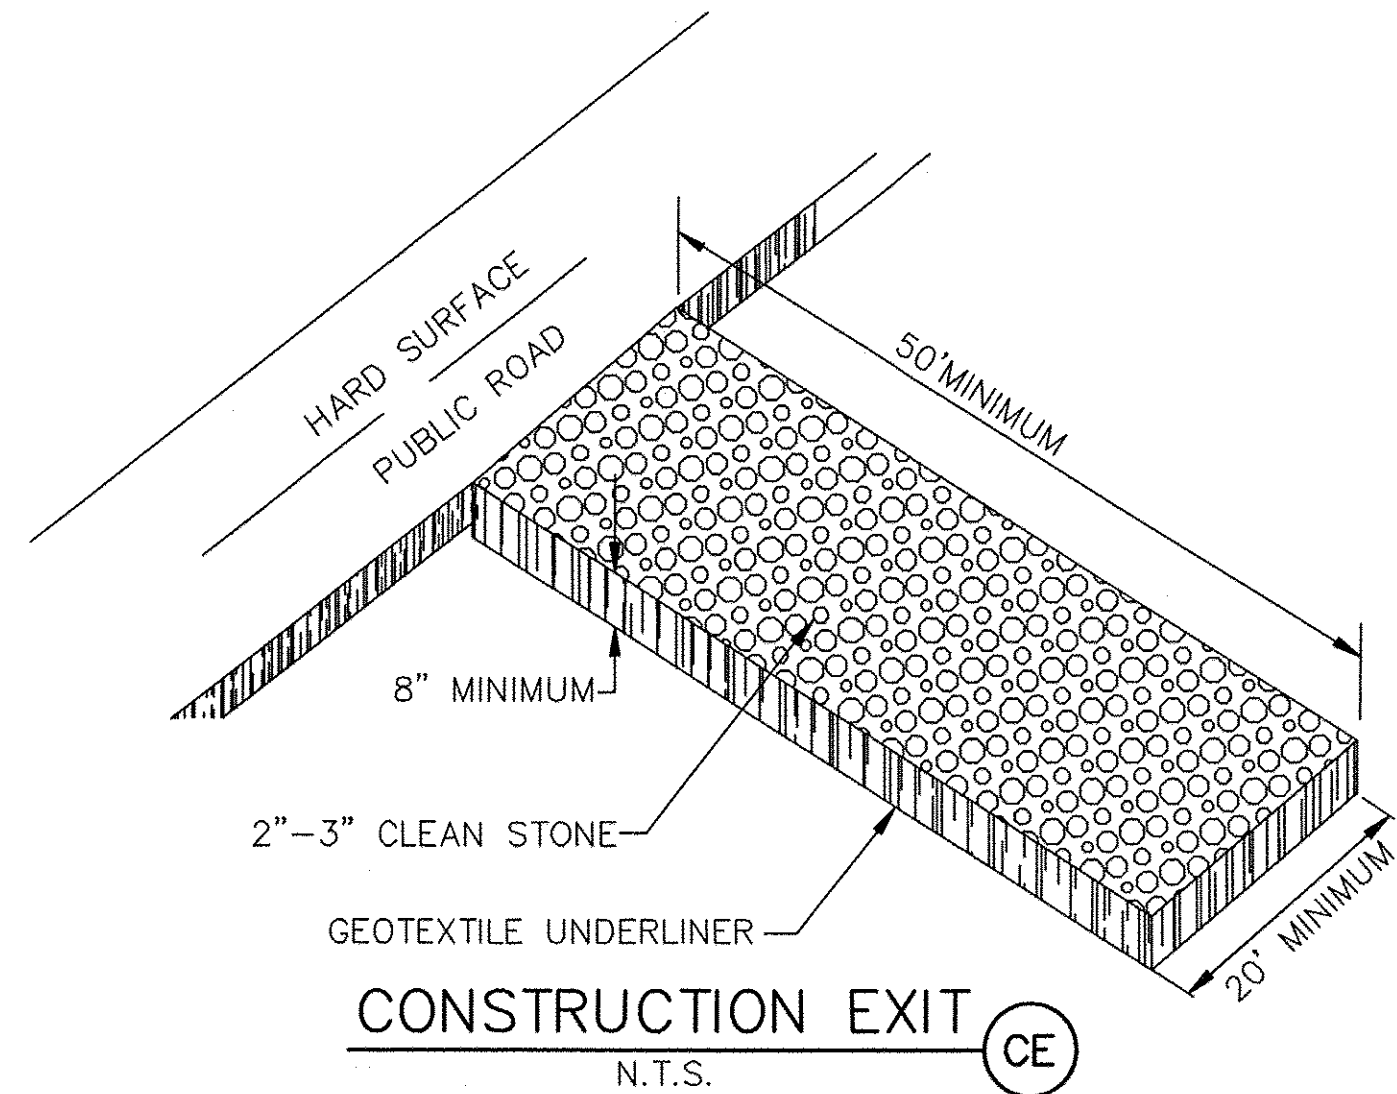 HARD SURFACE
PUBLIC ROAD
50' MINIMUM
8" MINIMUM
2"-3" CLEAN STONE
GEOTEXTILE UNDERLINER
20' MINIMUM
CONSTRUCTION EXIT
CE
N.T.S.